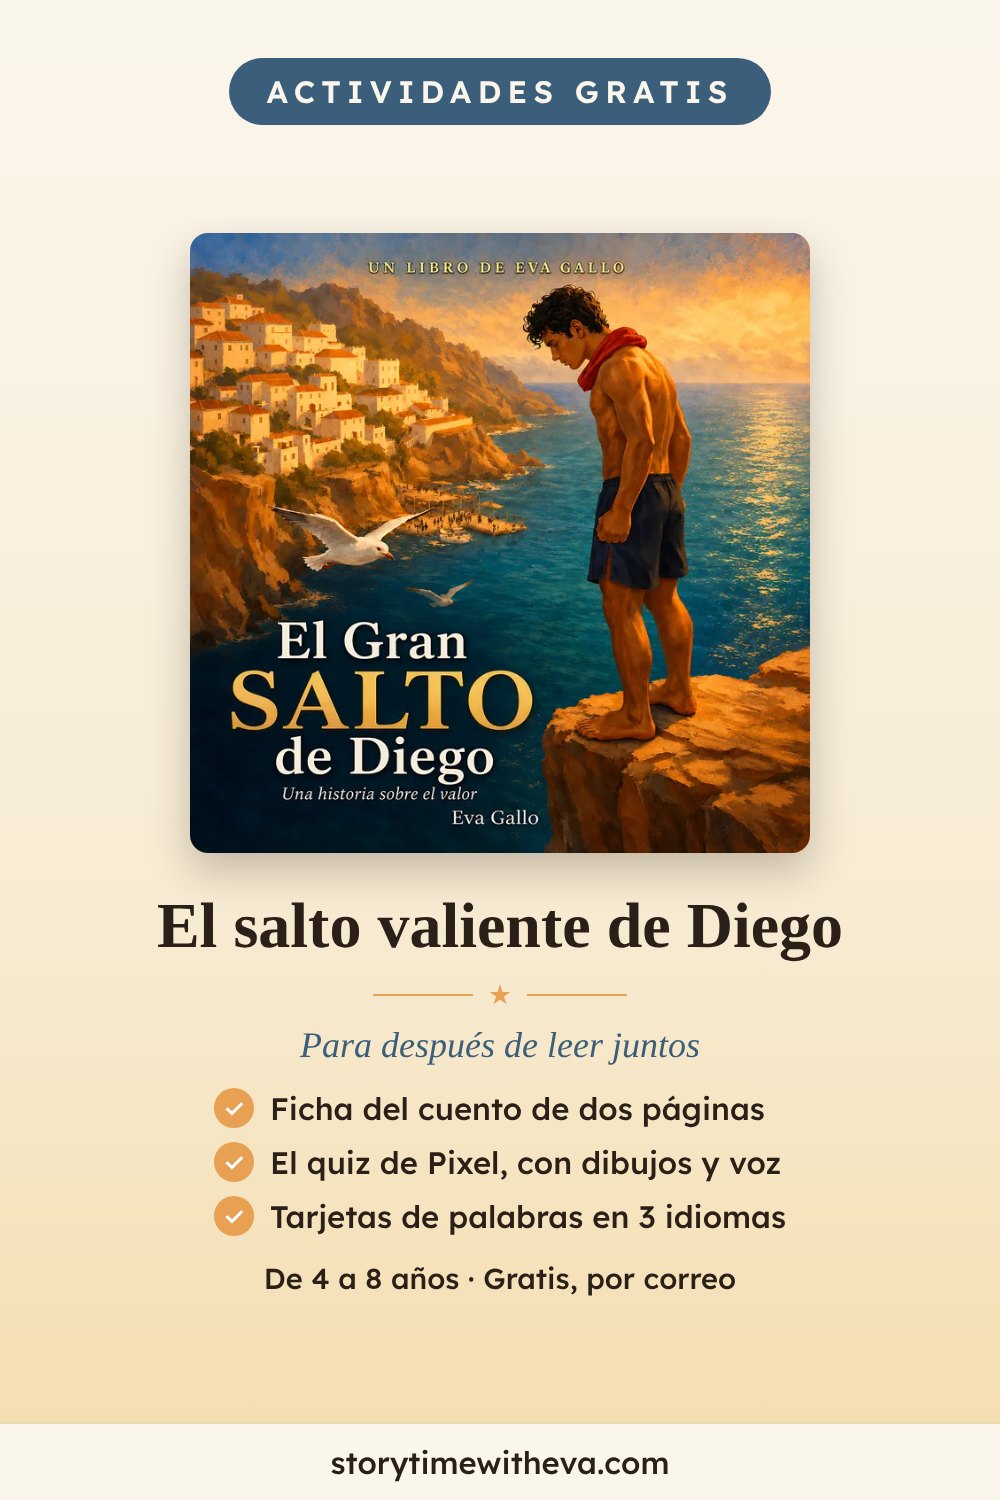 ACTIVIDADES GRATIS
UN LIBRO DE EVA GALLO
El Gran
SALTO
de Diego
Una historia sobre el valor
Eva Gallo
El salto valiente de Diego
Para después de leer juntos
Ficha del cuento de dos páginas
El quiz de Pixel, con dibujos y voz
Tarjetas de palabras en 3 idiomas
De 4 a 8 años · Gratis, por correo
storytimewitheva.com